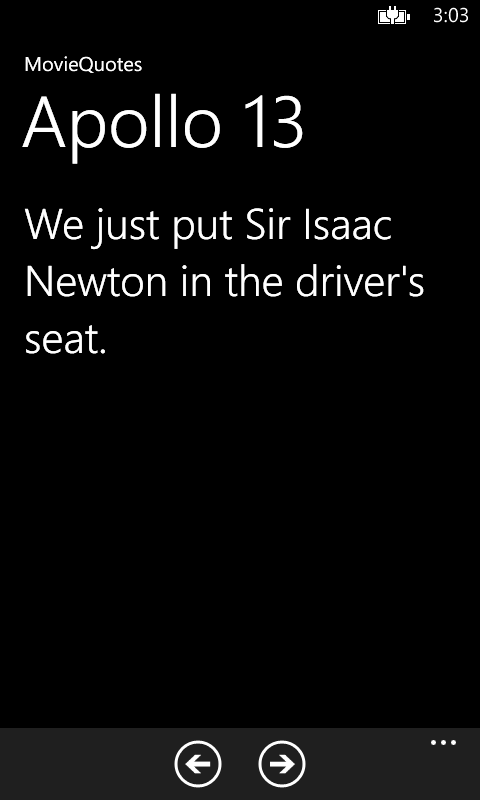 3:03
MovieQuotes
Apollo 13
We just put Sir Isaac
Newton in the driver's
seat.